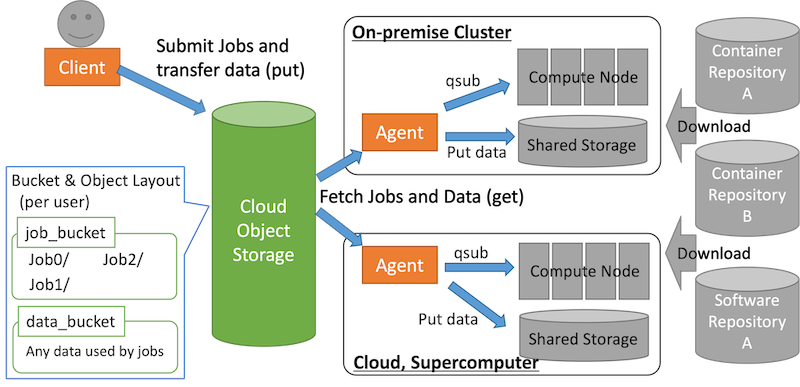 Client
Submit Jobs and
transfer data (put)
Bucket & Object Layout
(per user)
job_bucket
Job0/
Job2/
Job1/
data_bucket
Any data used by jobs
Cloud
Object
Storage
Fetch Jobs and Data (get)
On-premise Cluster
Agent
qsub
Compute Node
Put data
Shared Storage
Agent
qsub
Compute Node
Put data
Shared Storage
Cloud, Supercomputer
Container
Repository
A
Download
Container
Repository
B
Download
Software
Repository
A